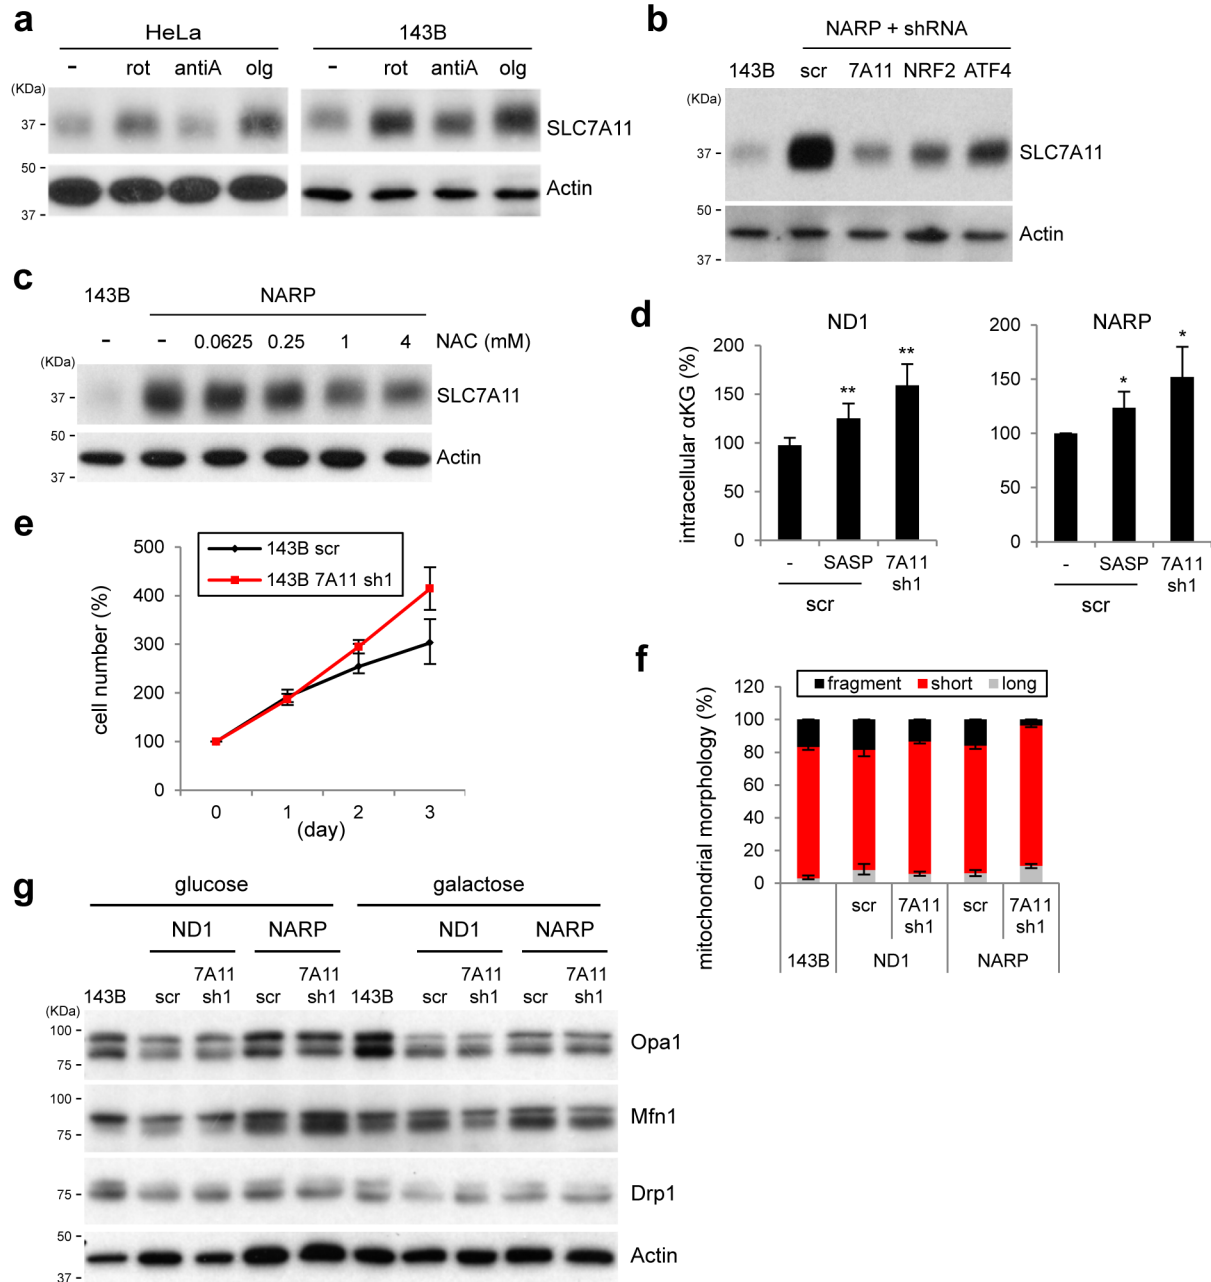 a
HeLa
143B
- rot antiA olg
- rot antiA olg
(KDa)
37
SLC7A11
50
Actin
37
b
NARP + shRNA
143B scr 7A11 NRF2 ATF4
(KDa)
37
SLC7A11
50
Actin
37
c
143B
NARP
- - 0.0625 0.25 1 4 NAC (mM)
(KDa)
37
SLC7A11
50
Actin
37
d
ND1
NARP
intracellular αKG (%)
200
150
100
50
0
**
**
- SASP 7A11
sh1
scr
200
150
100
50
0
*
*
- SASP 7A11
sh1
scr
e
cell number (%)
500
400
300
200
100
0
143B scr
143B 7A11 sh1
0 1 2 3
(day)
f
mitochondrial morphology (%)
120
100
80
60
40
20
0
fragment short long
scr 7A11
sh1
scr 7A11
sh1
143B ND1 NARP
g
glucose
galactose
ND1 NARP ND1 NARP
143B scr 7A11
sh1
scr 7A11
sh1
143B scr 7A11
sh1
scr 7A11
sh1
(KDa)
100
Opa1
75
100
Mfn1
75
75
Drp1
50
Actin
37